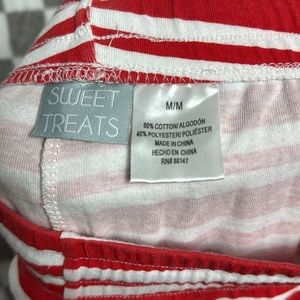 SWEET
TREATS
M/M
60% COTTON/ALGODÓN
40% POLYESTER/POLIÉSTER
MADE IN CHINA
HECHO EN CHINA
RN# 88147